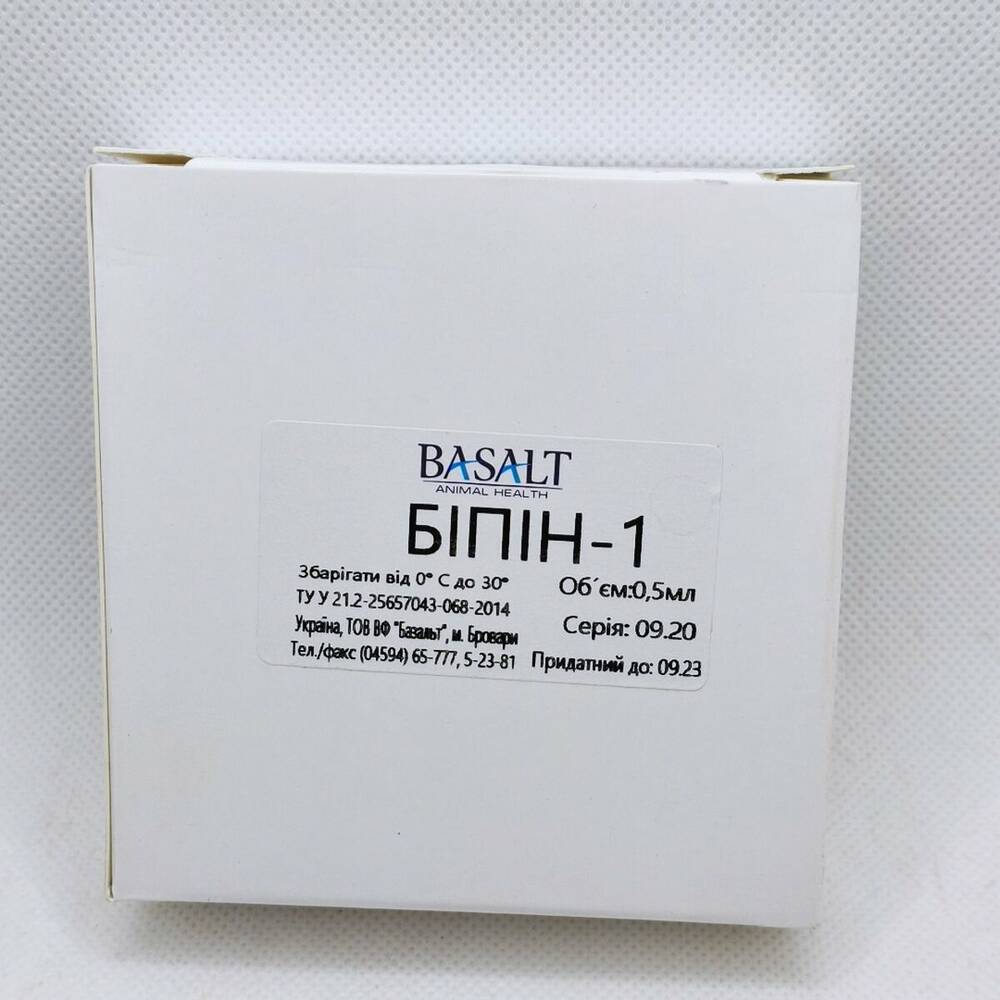 BASALT
ANIMAL HEALTH
БІПІН-1
Збарігати від 0° С до 30°
ТУ У 21.2-25657043-068-2014
Україна, ТОВ ВФ "Базальт", м. Бровари
Тел./факс (04594) 65-777, 5-23-81
Об´єм:0,5мл
Серія: 09.20
Придатний до: 09.23